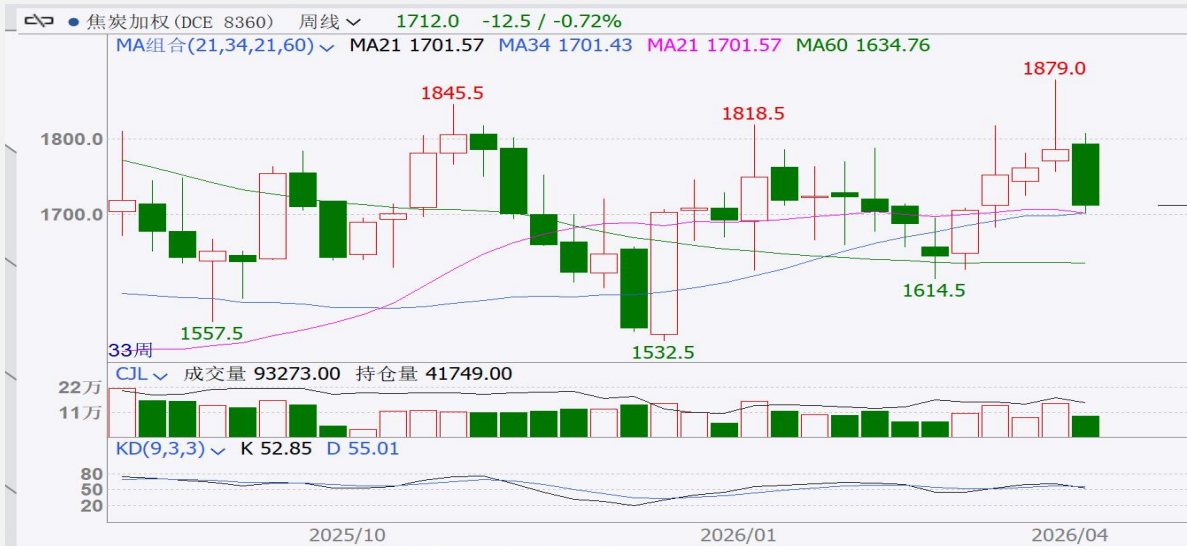 焦炭加权(DCE 8360) 周线 1712.0 -12.5 / -0.72%
MA组合(21,34,21,60) MA21 1701.57 MA34 1701.43 MA21 1701.57 MA60 1634.76
1879.0
1845.5
1818.5
1800.0
1700.0
1614.5
1557.5
1532.5
33周
CJL 成交量 93273.00 持仓量 41749.00
22万
11万
KD(9,3,3) K 52.85 D 55.01
80
50
20
2025/10 2026/01 2026/04